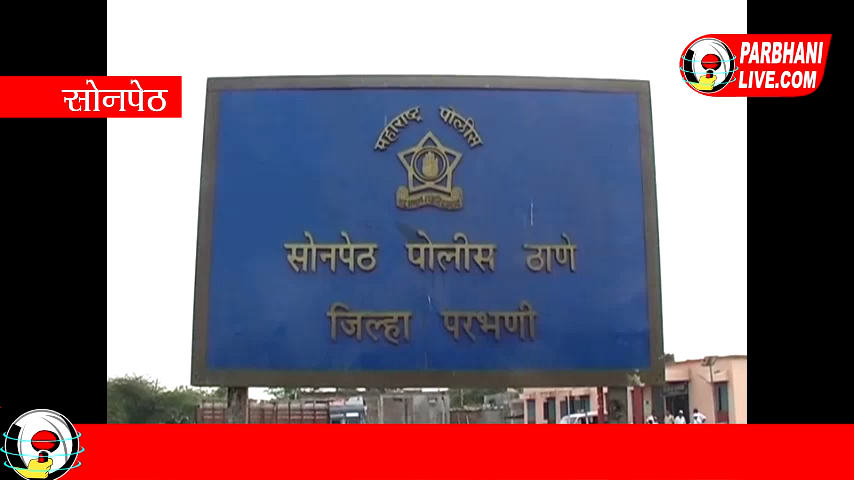 PARBHANI
LIVE.COM
सोनपेठ
महाराष्ट्र पोलीस
सोनपेठ पोलीस ठाणे
जिल्हा परभणी